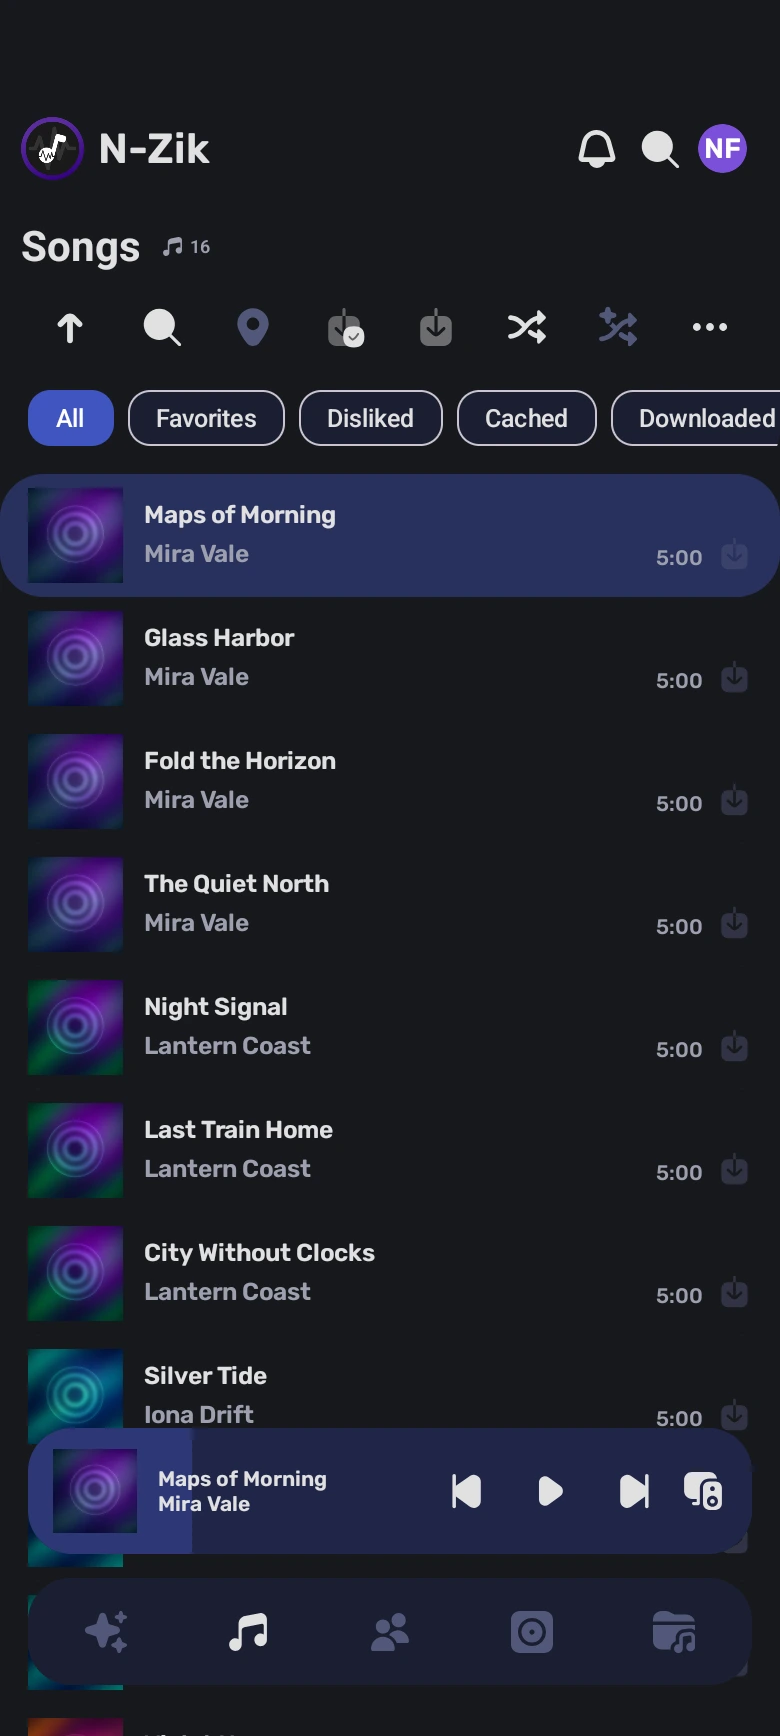 N-Zik
NF
Songs
16
All
Favorites
Disliked
Cached
Downloaded
Maps of Morning
Mira Vale
5:00
Glass Harbor
Mira Vale
5:00
Fold the Horizon
Mira Vale
5:00
The Quiet North
Mira Vale
5:00
Night Signal
Lantern Coast
5:00
Last Train Home
Lantern Coast
5:00
City Without Clocks
Lantern Coast
5:00
Silver Tide
Iona Drift
5:00
Maps of Morning
Mira Vale